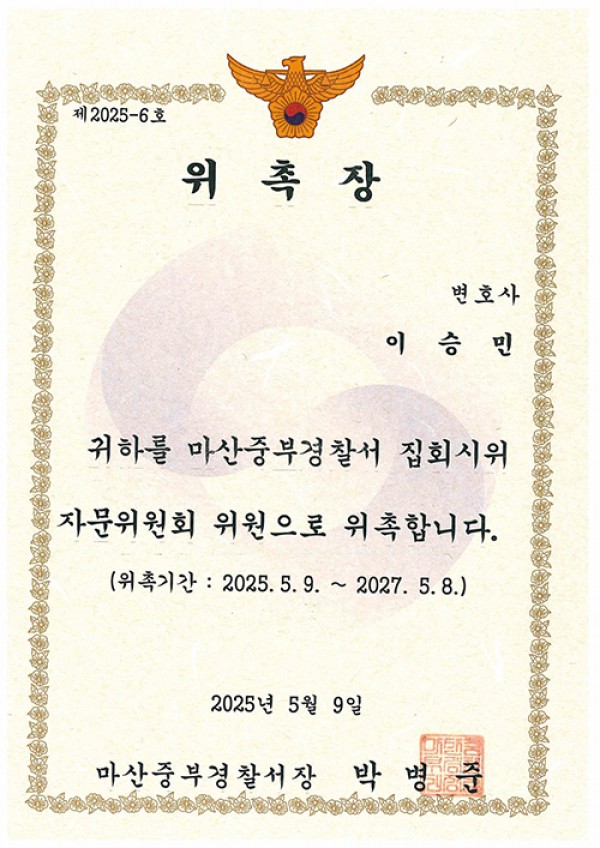 제2025-6호
위 촉 장
변호사
이 승 민
귀하를 마산중부경찰서 집회시위
자문위원회 위원으로 위촉합니다.
(위촉기간 : 2025. 5. 9. ~ 2027. 5. 8.)
2025년 5월 9일
마산중부경찰서장 박 병 준